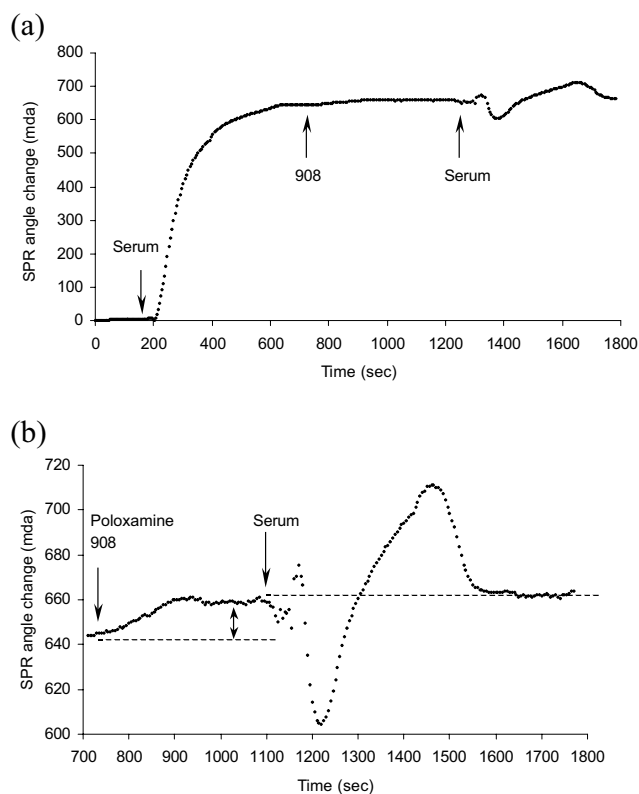 (a)
SPR angle change (mda)
800
700
600
500
400
300
200
100
0
Serum
908
Serum
0 200 400 600 800 1000 1200 1400 1600 1800
Time (sec)
(b)
SPR angle change (mda)
720
700
680
660
640
620
600
Poloxamine
908
Serum
700 800 900 1000 1100 1200 1300 1400 1500 1600 1700 1800
Time (sec)